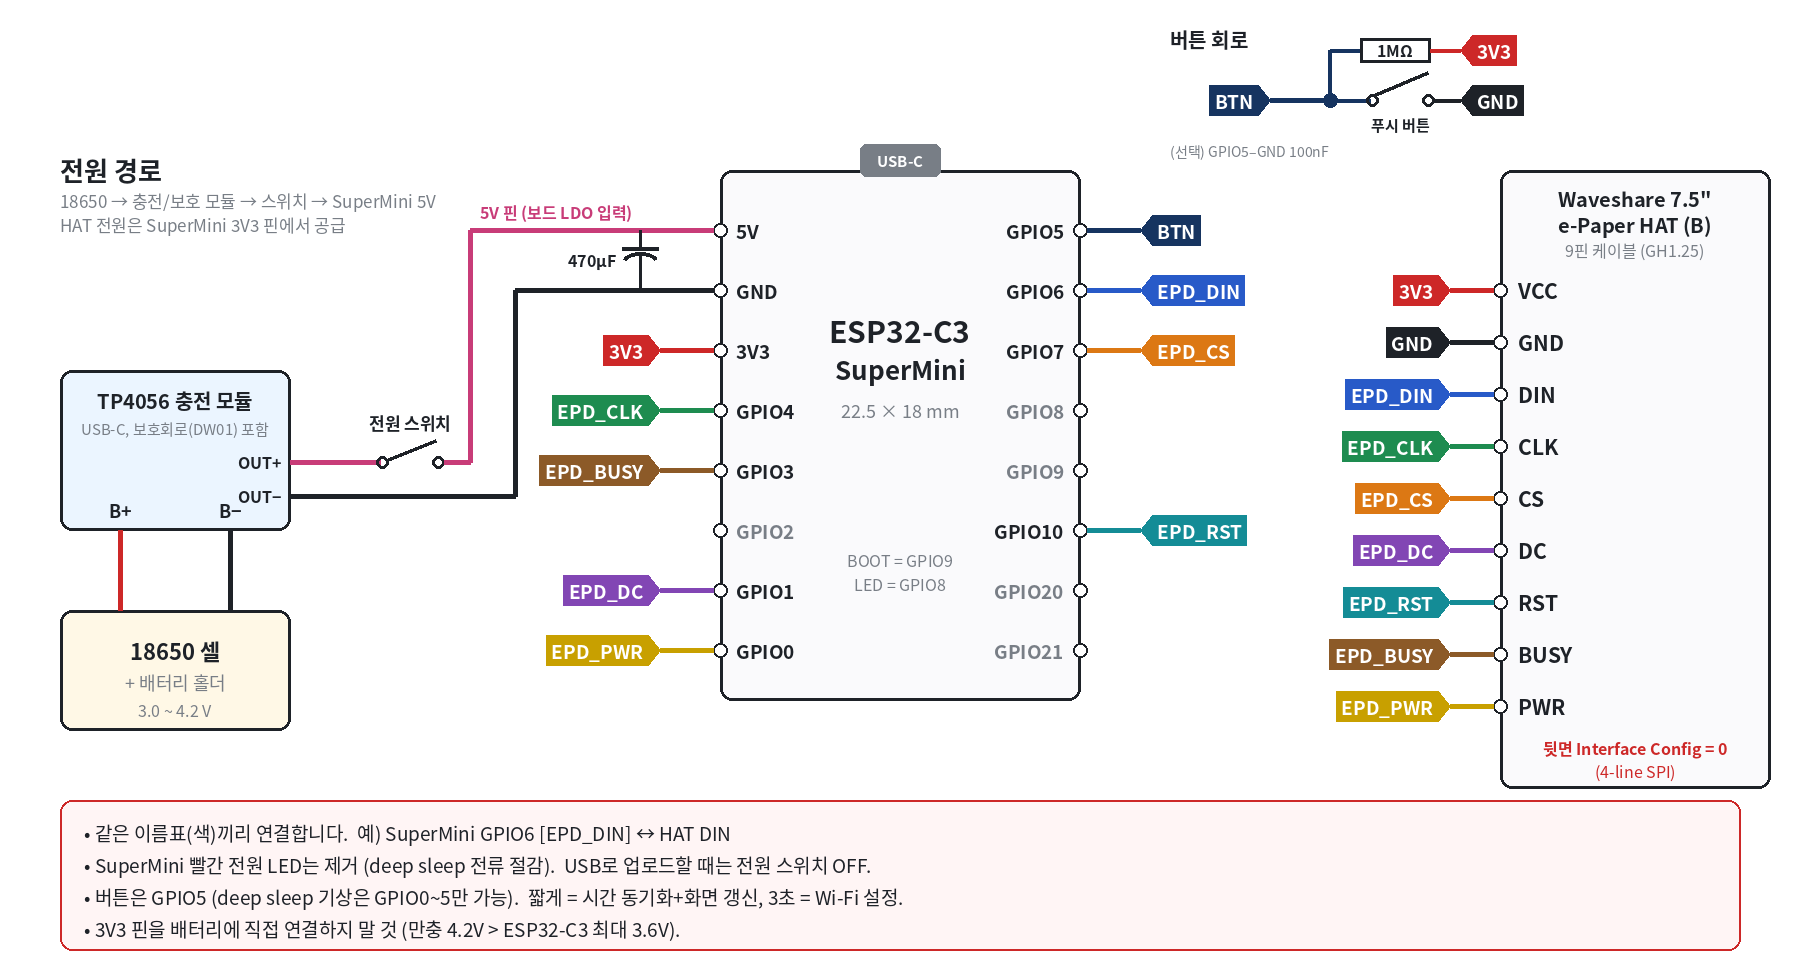 버튼 회로
1MΩ
3V3
BTN
GND
푸시 버튼
(선택) GPIO5–GND 100nF
전원 경로
18650 → 충전/보호 모듈 → 스위치 → SuperMini 5V
HAT 전원은 SuperMini 3V3 핀에서 공급
5V 핀 (보드 LDO 입력)
470µF
TP4056 충전 모듈
USB-C, 보호회로(DW01) 포함
OUT+
OUT−
B+
B−
전원 스위치
18650 셀
+ 배터리 홀더
3.0 ~ 4.2 V
USB-C
ESP32-C3
SuperMini
22.5 × 18 mm
BOOT = GPIO9
LED = GPIO8
5V
GND
3V3 3V3
EPD_CLK GPIO4
EPD_BUSY GPIO3
GPIO2
EPD_DC GPIO1
EPD_PWR GPIO0
GPIO5 BTN
GPIO6 EPD_DIN
GPIO7 EPD_CS
GPIO8
GPIO9
GPIO10 EPD_RST
GPIO20
GPIO21
Waveshare 7.5"
e-Paper HAT (B)
9핀 케이블 (GH1.25)
3V3 VCC
GND GND
EPD_DIN DIN
EPD_CLK CLK
EPD_CS CS
EPD_DC DC
EPD_RST RST
EPD_BUSY BUSY
EPD_PWR PWR
뒷면 Interface Config = 0
(4-line SPI)
• 같은 이름표(색)끼리 연결합니다. 예) SuperMini GPIO6 [EPD_DIN] ↔ HAT DIN
• SuperMini 빨간 전원 LED는 제거 (deep sleep 전류 절감). USB로 업로드할 때는 전원 스위치 OFF.
• 버튼은 GPIO5 (deep sleep 기상은 GPIO0~5만 가능). 짧게 = 시간 동기화+화면 갱신, 3초 = Wi-Fi 설정.
• 3V3 핀을 배터리에 직접 연결하지 말 것 (만충 4.2V > ESP32-C3 최대 3.6V).